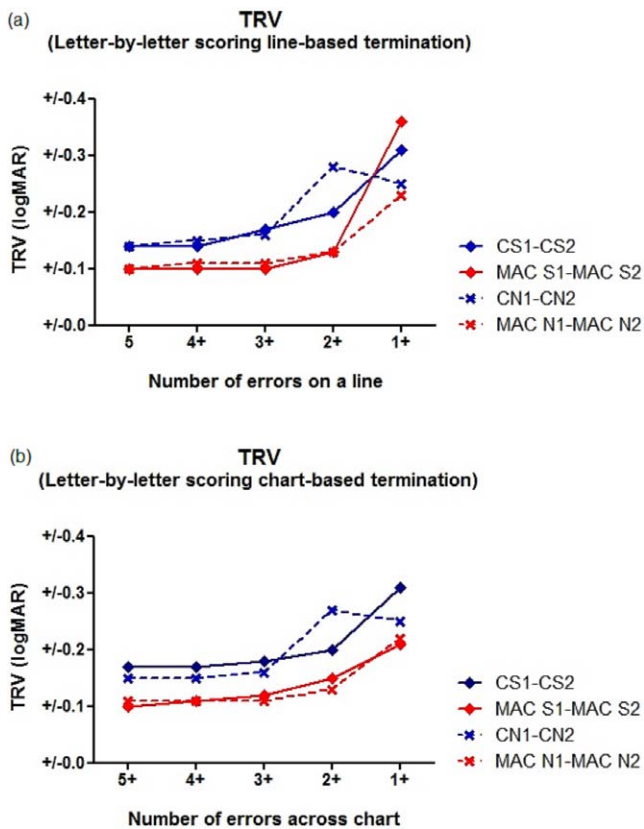 (a)
TRV
(Letter-by-letter scoring line-based termination)
+/-0.4
+/-0.3
+/-0.2
+/-0.1
+/-0.0
TRV (logMAR)
5 4+ 3+ 2+ 1+
Number of errors on a line
CS1-CS2
MAC S1-MAC S2
CN1-CN2
MAC N1-MAC N2
(b)
TRV
(Letter-by-letter scoring chart-based termination)
+/-0.4
+/-0.3
+/-0.2
+/-0.1
+/-0.0
TRV (logMAR)
5+ 4+ 3+ 2+ 1+
Number of errors across chart
CS1-CS2
MAC S1-MAC S2
CN1-CN2
MAC N1-MAC N2